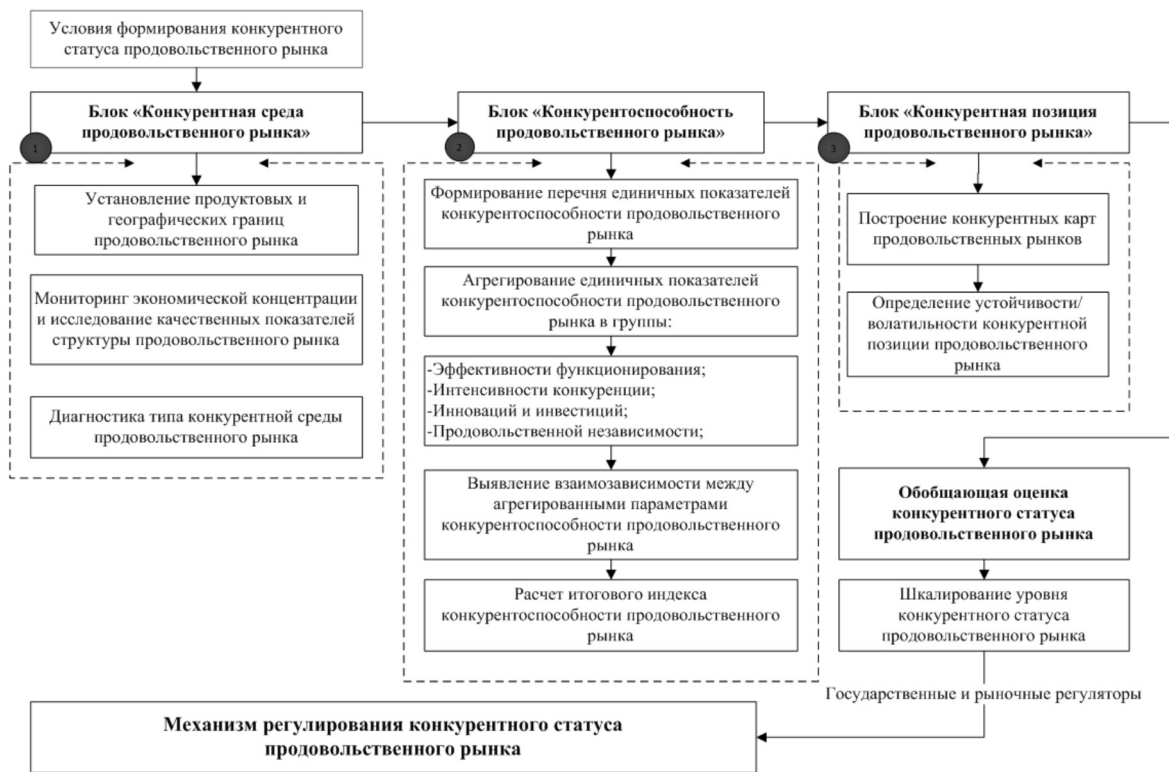 Условия формирования конкурентного
статуса продовольственного рынка
Блок «Конкурентная среда
продовольственного рынка»
1
Установление продуктовых и
географических границ
продовольственного рынка
Мониторинг экономической концентрации
и исследование качественных показателей
структуры продовольственного рынка
Диагностика типа конкурентной среды
продовольственного рынка
Блок «Конкурентоспособность
продовольственного рынка»
2
Формирование перечня единичных показателей
конкурентоспособности продовольственного
рынка
Агрегирование единичных показателей
конкурентоспособности продовольственного
рынка в группы:
-Эффективности функционирования;
-Интенсивности конкуренции;
-Инноваций и инвестиций;
-Продовольственной независимости;
Выявление взаимозависимости между
агрегированными параметрами
конкурентоспособности продовольственного
рынка
Расчет итогового индекса
конкурентоспособности продовольственного
рынка
Блок «Конкурентная позиция
продовольственного рынка»
3
Построение конкурентных карт
продовольственных рынков
Определение устойчивости/
волатильности конкурентной
позиции продовольственного
рынка
Обобщающая оценка
конкурентного статуса
продовольственного рынка
Шкалирование уровня
конкурентного статуса
продовольственного рынка
Государственные и рыночные регуляторы
Механизм регулирования конкурентного статуса
продовольственного рынка